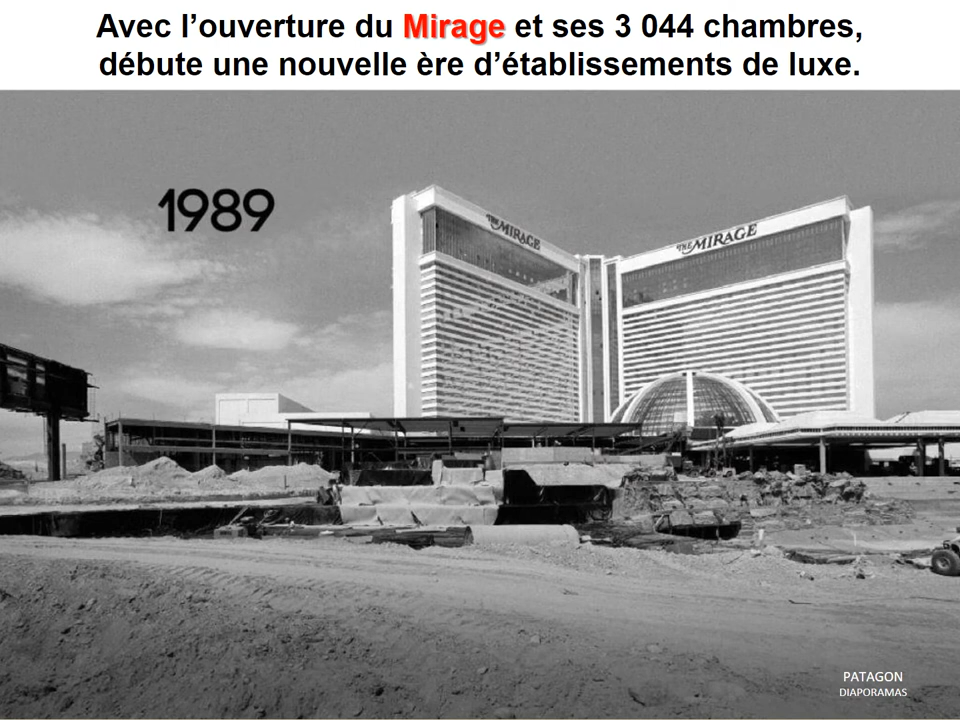 Avec l’ouverture du Mirage et ses 3 044 chambres,
débute une nouvelle ère d’établissements de luxe.
1989
THE MIRAGE
THE MIRAGE
PATAGON
DIAPORAMAS